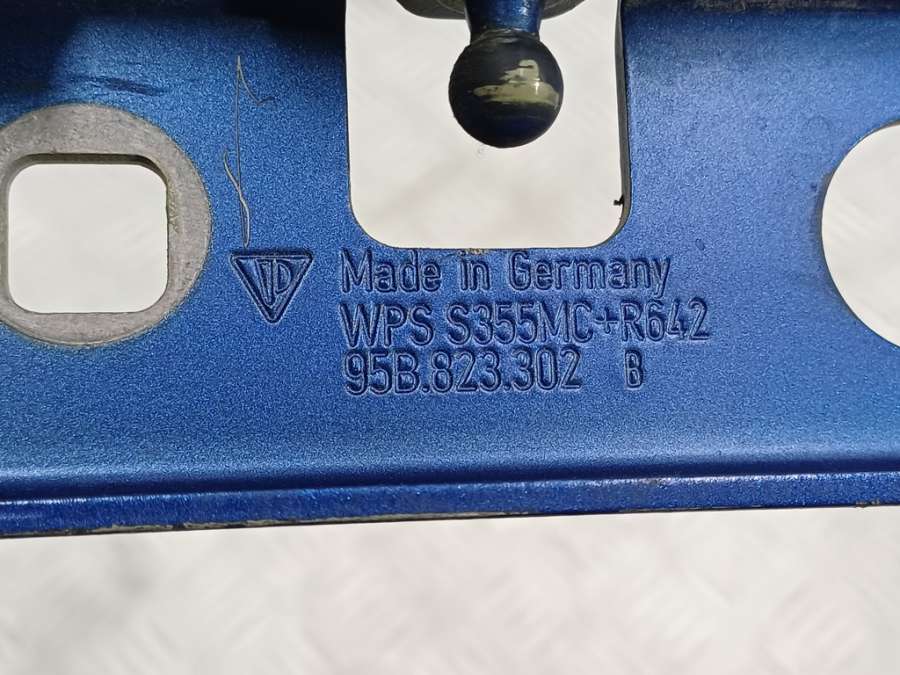 Made in Germany
WPS S355MC+R642
95B.823.302 B